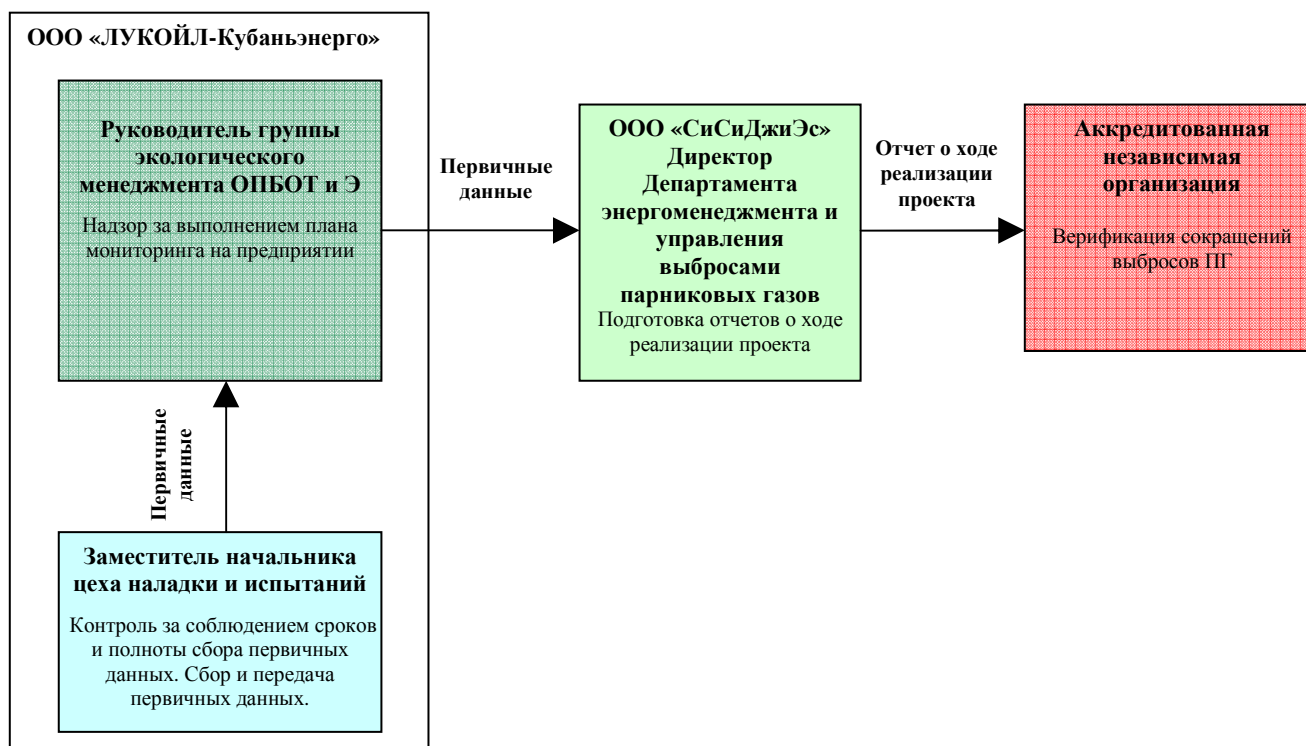 ООО «ЛУКОЙЛ-Кубаньэнерго»
Руководитель группы
экологического
менеджмента ОПБОТ и Э
Надзор за выполнением плана
мониторинга на предприятии
Первичные
данные
ООО «СиСиДжиЭс»
Директор
Департамента
энергоменеджмента и
управления
выбросами
парниковых газов
Подготовка отчетов о ходе
реализации проекта
Отчет о ходе
реализации
проекта
Аккредитованная
независимая
организация
Верификация сокращений
выбросов ПГ
Первичные
данные
Заместитель начальника
цеха наладки и испытаний
Контроль за соблюдением сроков
и полноты сбора первичных
данных. Сбор и передача
первичных данных.